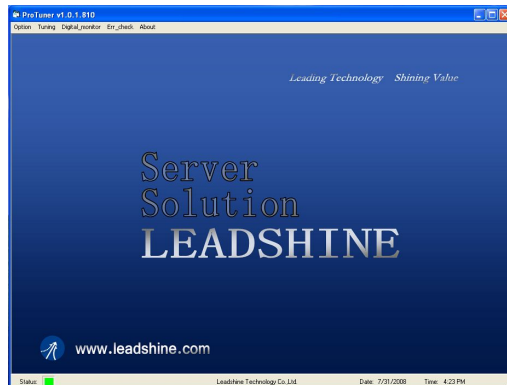 ProTuner v1.0.1.810
Option Tuning Digital_monitor Err_check About
Leading Technology Shining Value
Server
Solution
LEADSHINE
www.leadshine.com
Status: Leadshine Technology Co.,Ltd. Date: 7/31/2008 Time: 4:23 PM